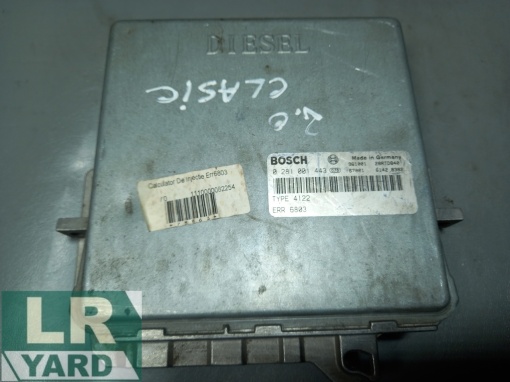 DIESEL
CLASIC
2.0
BOSCH
Made in Germany
0 281 001 443
TYPE 4122
ERR 6803
Calculator De Injectie Err6803
1110000002254
LR
YARD